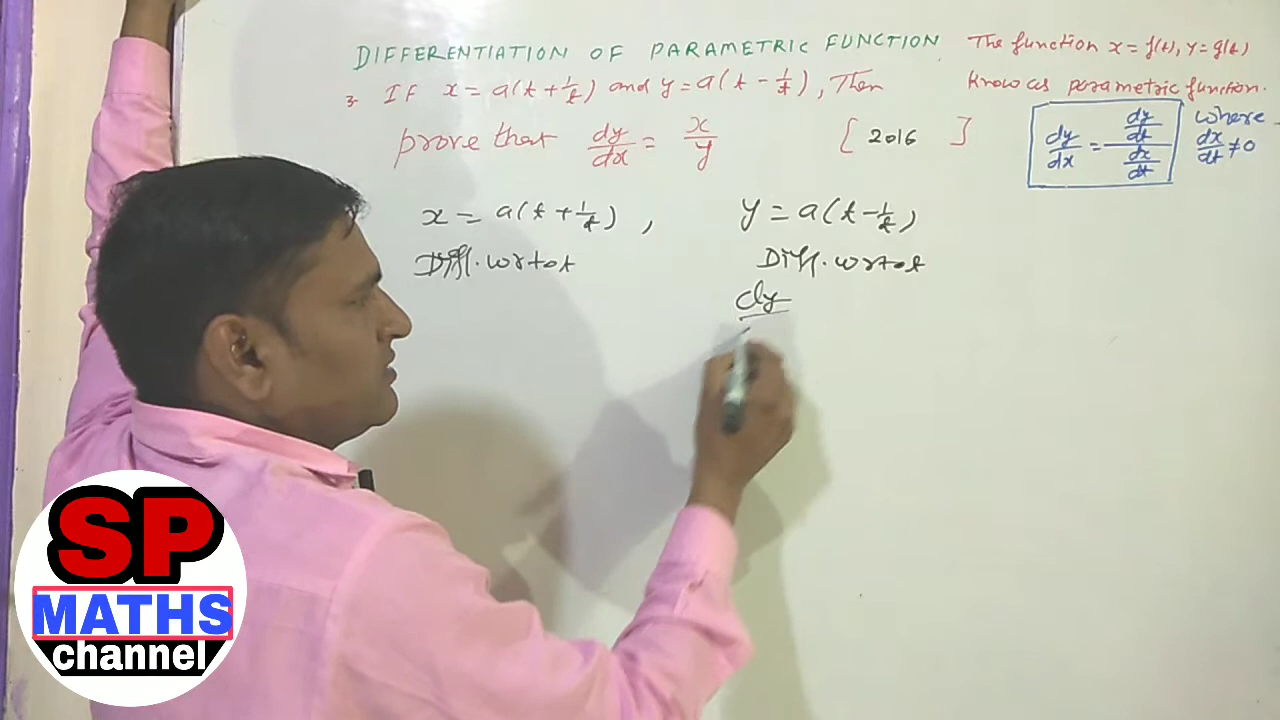 DIFFERENTIATION OF PARAMETRIC FUNCTION
The function x = f(t), y = g(t)
Know as parametric function.
3. IF x = a(t + 1/t) and y = a(t - 1/t), Then
prove that dy/dx = x/y [ 2016 ]
dy/dx = (dy/dt)/(dx/dt) where dx/dt ≠ 0
x = a(t + 1/t), y = a(t - 1/t)
Diff. w r to t Diff. w r to t
dy
SP
MATHS
channel